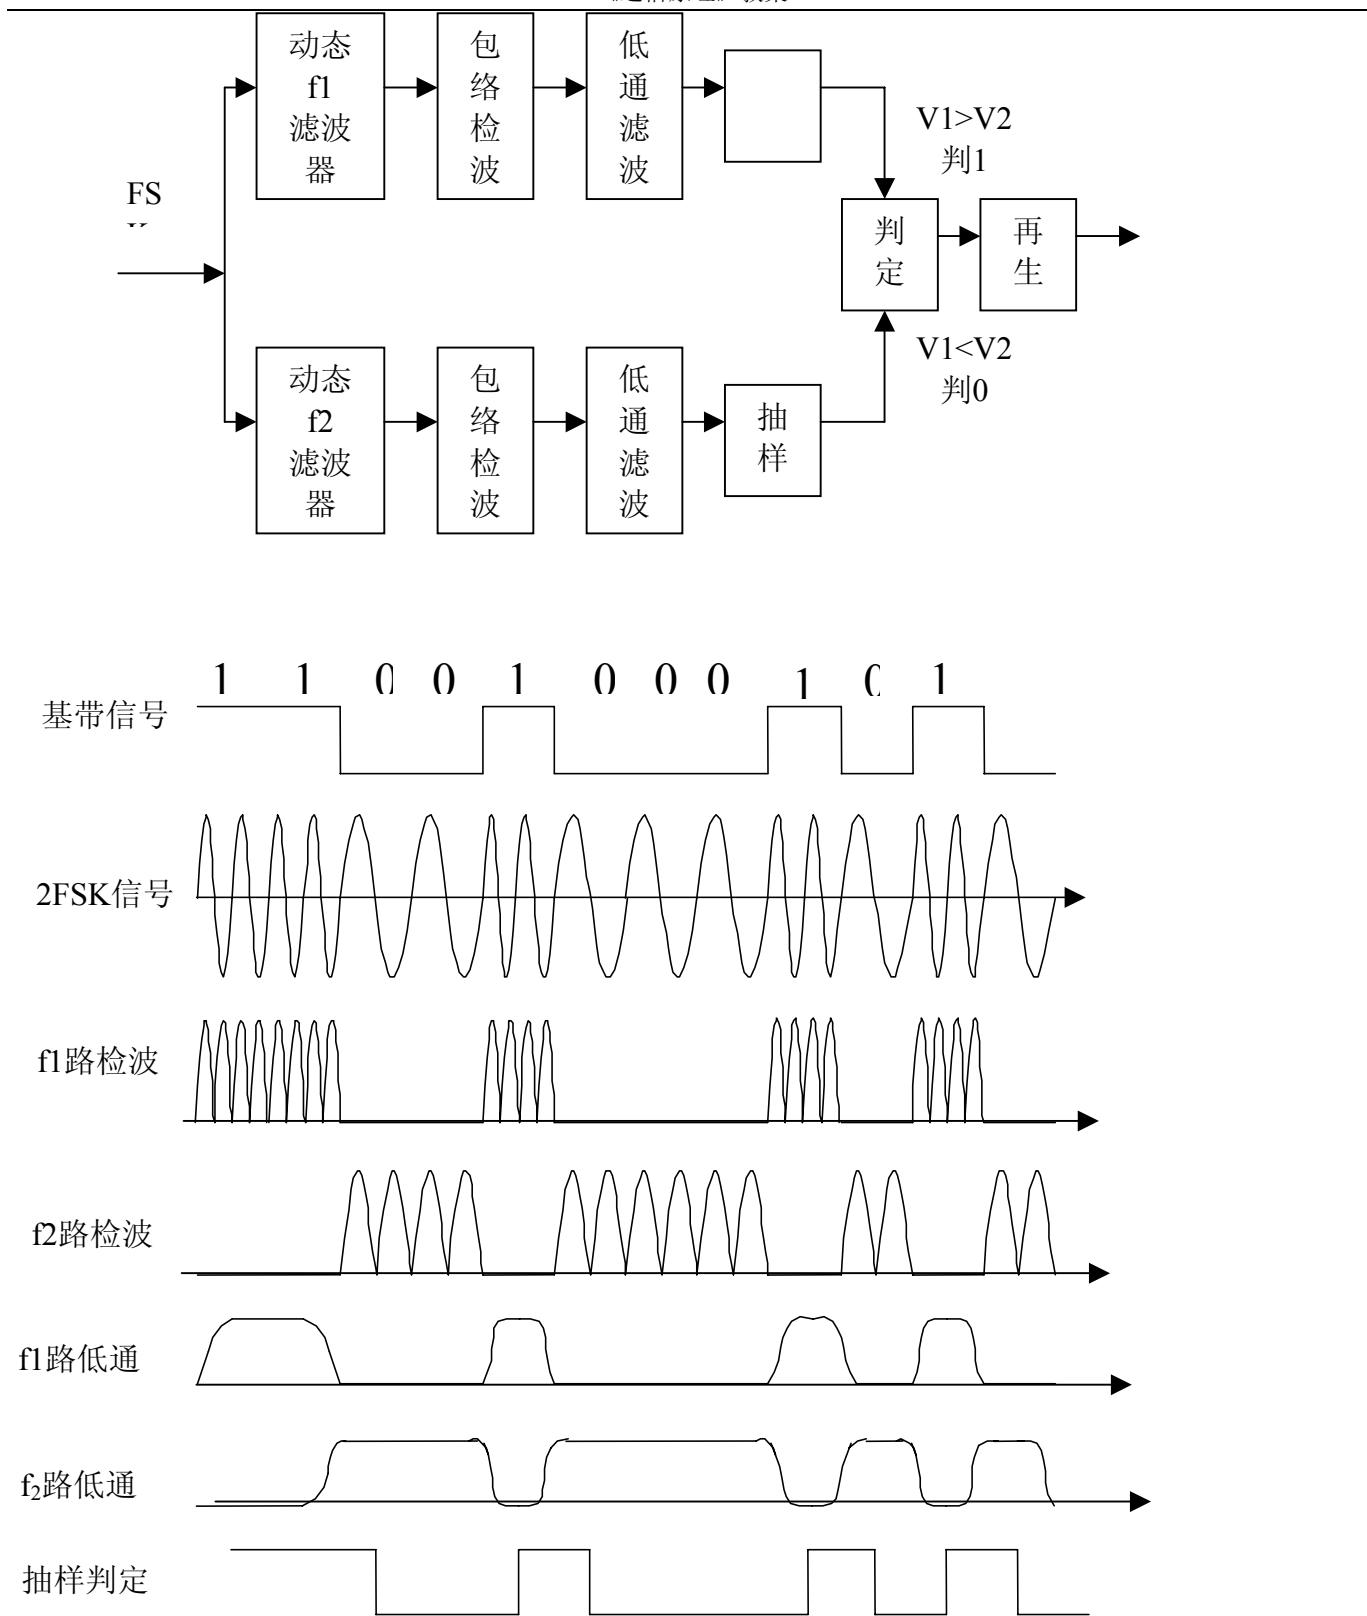 动态 包 低
f1 络 通
滤波 检 滤
器 波 波
V1>V2
判1
FS
判 再
定 生
V1<V2
判0
动态 包 低
f2 络 通 抽
滤波 检 滤 样
器 波 波
1 1 0 0 1 0 0 0 1 0 1
基带信号
2FSK信号
f1路检波
f2路检波
f1路低通
f₂路低通
抽样判定